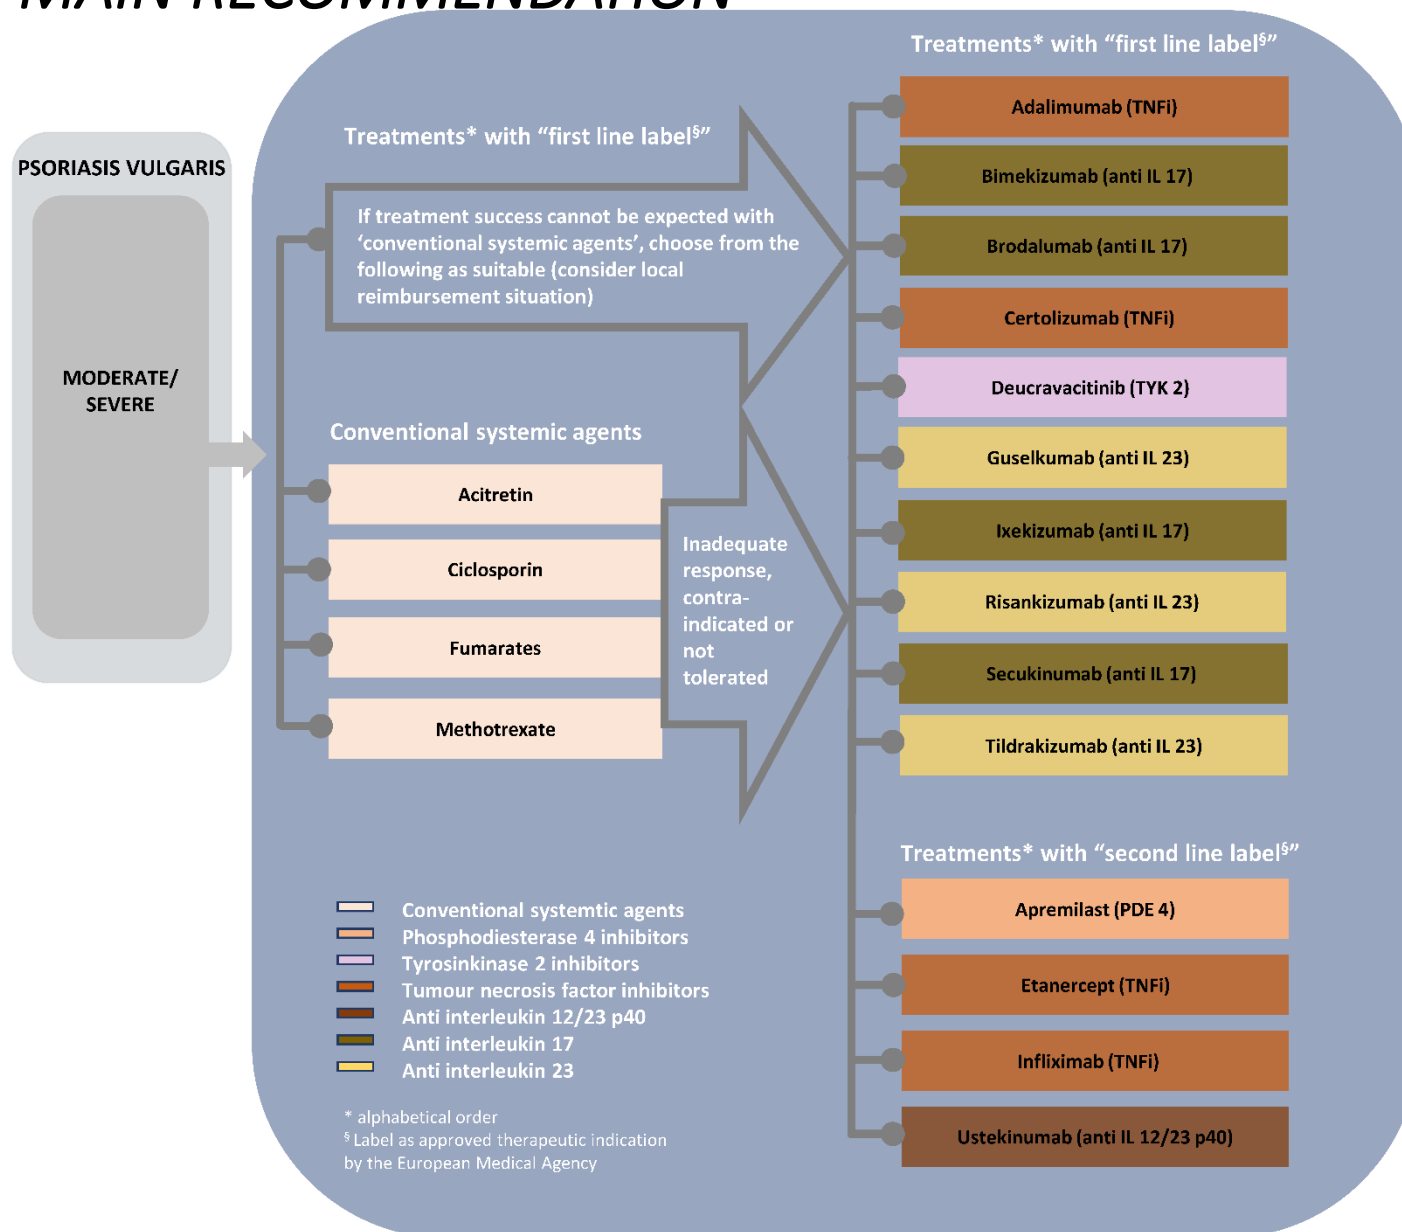 MAIN RECOMMENDATION
PSORIASIS VULGARIS
MODERATE/
SEVERE
Treatments* with “first line label§”
If treatment success cannot be expected with
‘conventional systemic agents’, choose from the
following as suitable (consider local
reimbursement situation)
Conventional systemic agents
Acitretin
Ciclosporin
Fumarates
Methotrexate
Inadequate
response,
contra-
indicated or
not
tolerated
Treatments* with “first line label§”
Adalimumab (TNFi)
Bimekizumab (anti IL 17)
Brodalumab (anti IL 17)
Certolizumab (TNFi)
Deucravacitinib (TYK 2)
Guselkumab (anti IL 23)
Ixekizumab (anti IL 17)
Risankizumab (anti IL 23)
Secukinumab (anti IL 17)
Tildrakizumab (anti IL 23)
Treatments* with “second line label§”
Apremilast (PDE 4)
Etanercept (TNFi)
Infliximab (TNFi)
Ustekinumab (anti IL 12/23 p40)
Conventional systemtic agents
Phosphodiesterase 4 inhibitors
Tyrosinkinase 2 inhibitors
Tumour necrosis factor inhibitors
Anti interleukin 12/23 p40
Anti interleukin 17
Anti interleukin 23
* alphabetical order
§ Label as approved therapeutic indication
by the European Medical Agency